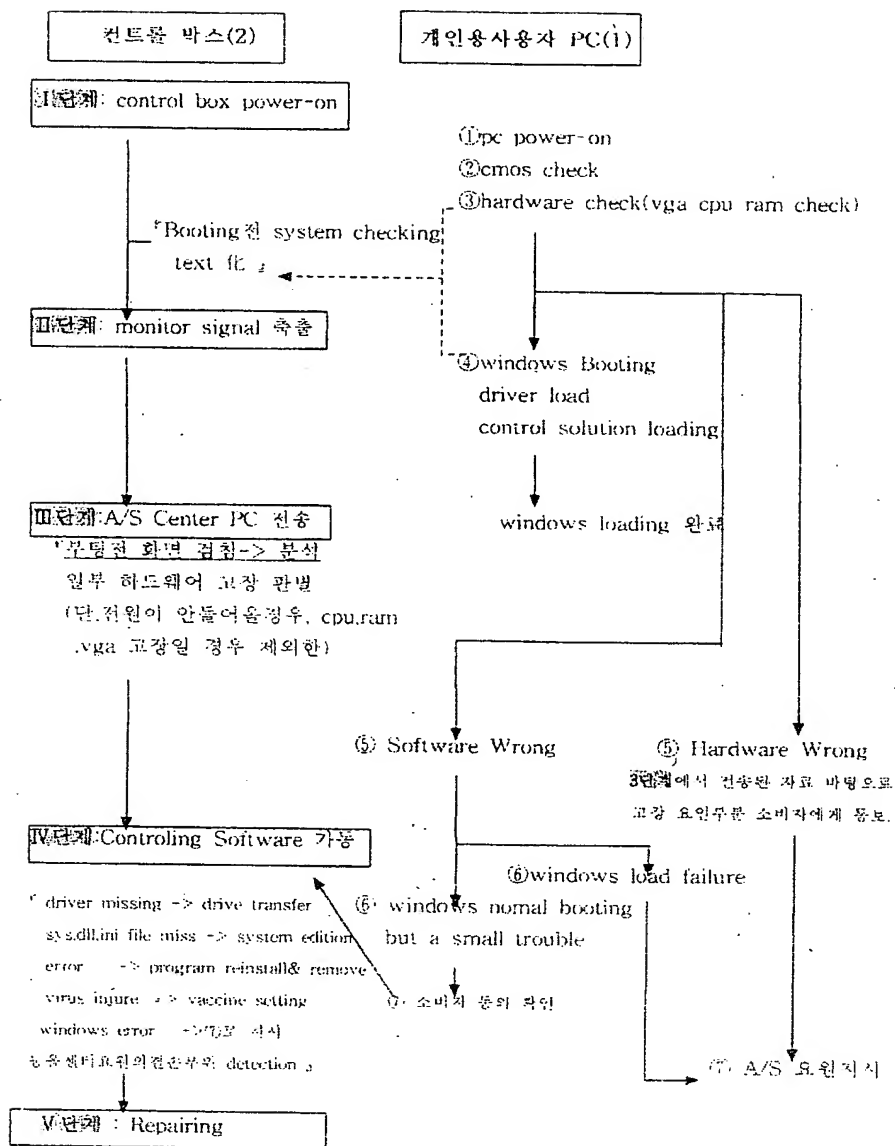 컨트롤 박스(2)
개인용사용자 PC(1)
Ⅰ단계: control box power-on
①pc power-on
②cmos check
③hardware check(vga cpu ram check)
『Booting전 system checking
text 化 』
Ⅱ단계: monitor signal 축출
④windows Booting
driver load
control solution loading
windows loading 완료
Ⅲ단계:A/S Center PC 전송
『부팅전 화면 검침-> 분석
일부 하드웨어 고장 판별
(단,전원이 안들어올경우, cpu,ram
.vga 고장일 경우 제외한)
⑤ Software Wrong
⑤ Hardware Wrong
3단계에서 전송된 자료 바탕으로
고장 요인부분 소비자에게 통보.
Ⅳ단계:Controling Software 가동
⑥windows load failure
⑥ windows nomal booting
but a small trouble
『 driver missing -> drive transfer
sys.dll.ini file miss -> system edition
error -> program reinstall& remove
virus injure -> vaccine setting
windows error -> 지시
detection 』
⑦ 소비자 동의 확인
⑦ A/S 요원지시
Ⅴ단계 : Repairing